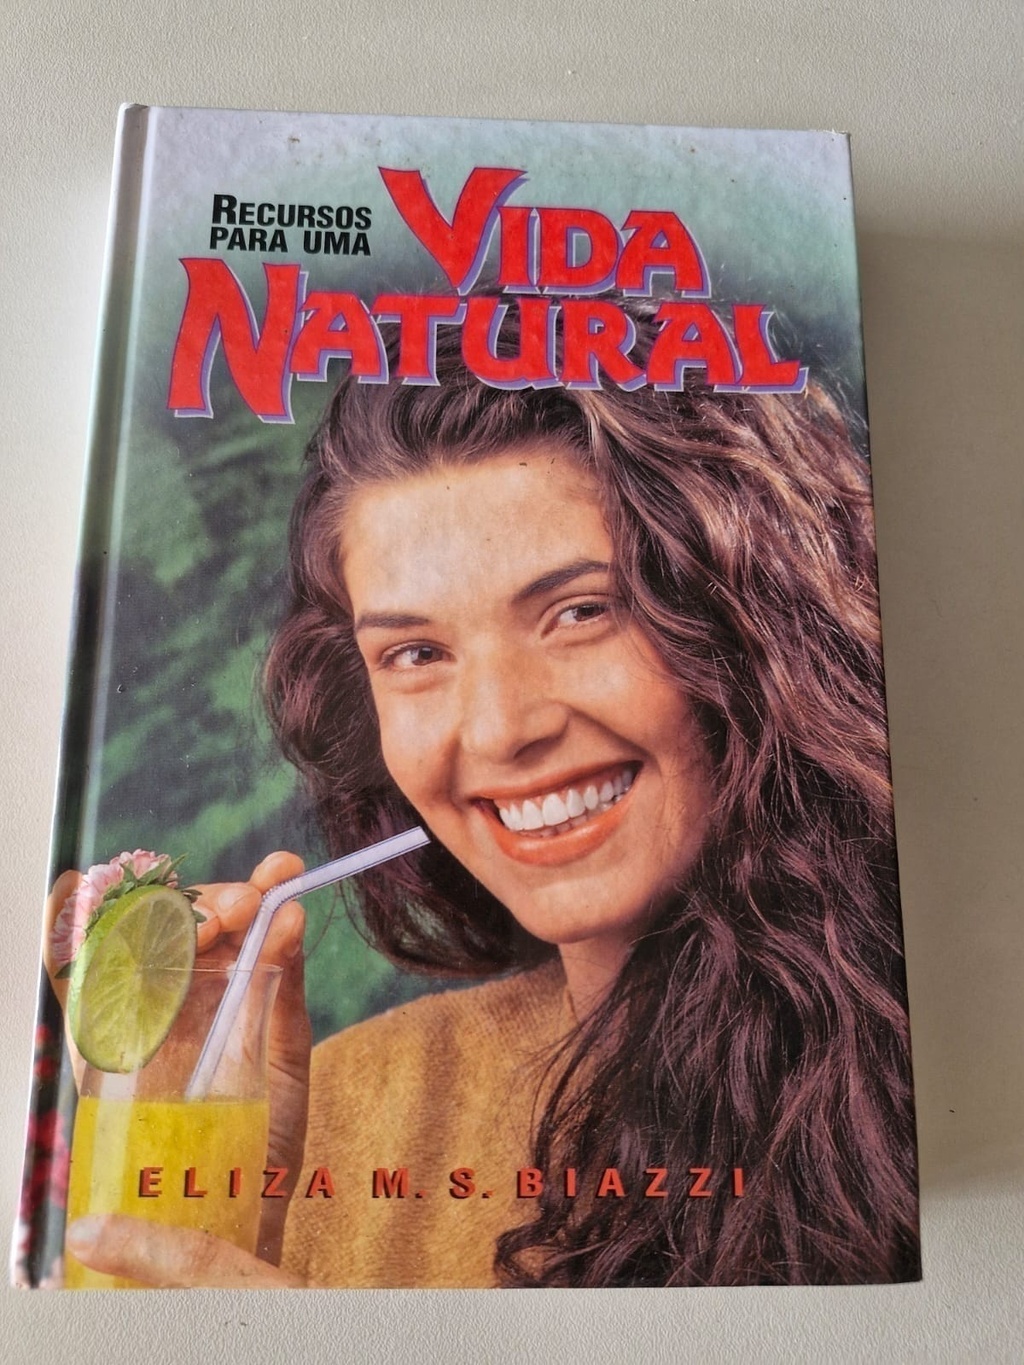 RECURSOS
PARA UMA
VIDA
NATURAL
ELIZA M. S. BIAZZI